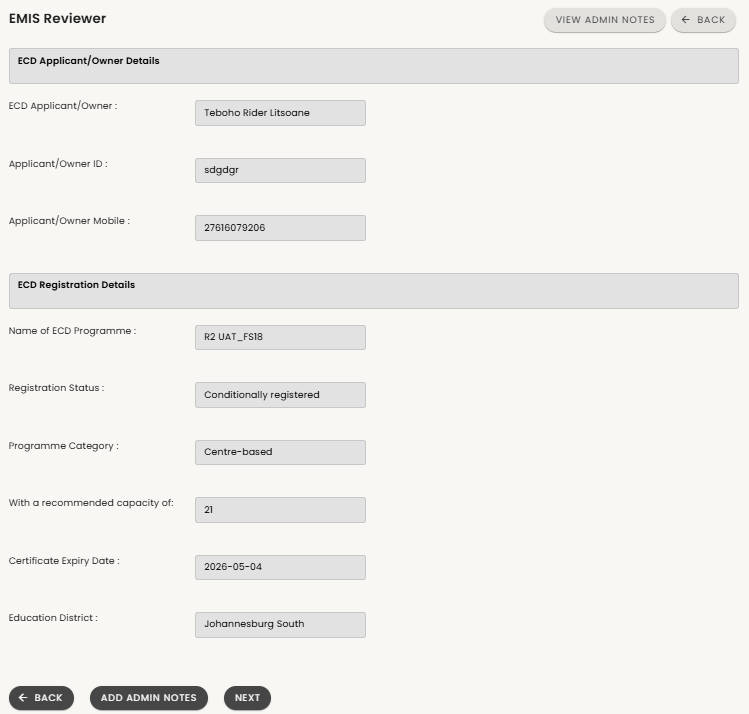 EMIS Reviewer
VIEW ADMIN NOTES
BACK
ECD Applicant/Owner Details
ECD Applicant/Owner :
Teboho Rider Litsoane
Applicant/Owner ID :
sdgdgr
Applicant/Owner Mobile :
27616079206
ECD Registration Details
Name of ECD Programme :
R2 UAT_FS18
Registration Status :
Conditionally registered
Programme Category :
Centre-based
With a recommended capacity of:
21
Certificate Expiry Date :
2026-05-04
Education District :
Johannesburg South
BACK
ADD ADMIN NOTES
NEXT